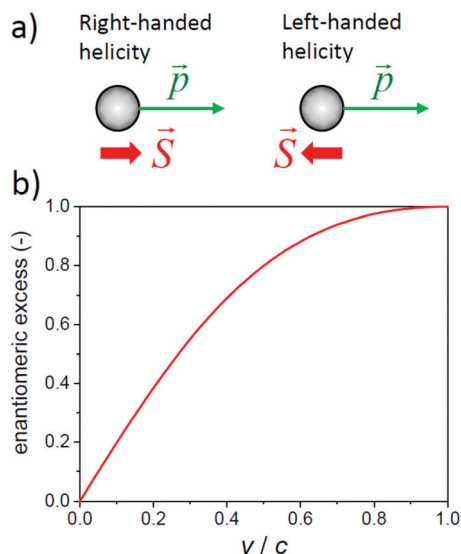 a)
Right-handed helicity
Left-handed helicity
p⃗
p⃗
S⃗
S⃗
b)
enantiomeric excess (-)
1.0
0.8
0.6
0.4
0.2
0.0
0.0 0.2 0.4 0.6 0.8 1.0
v / c